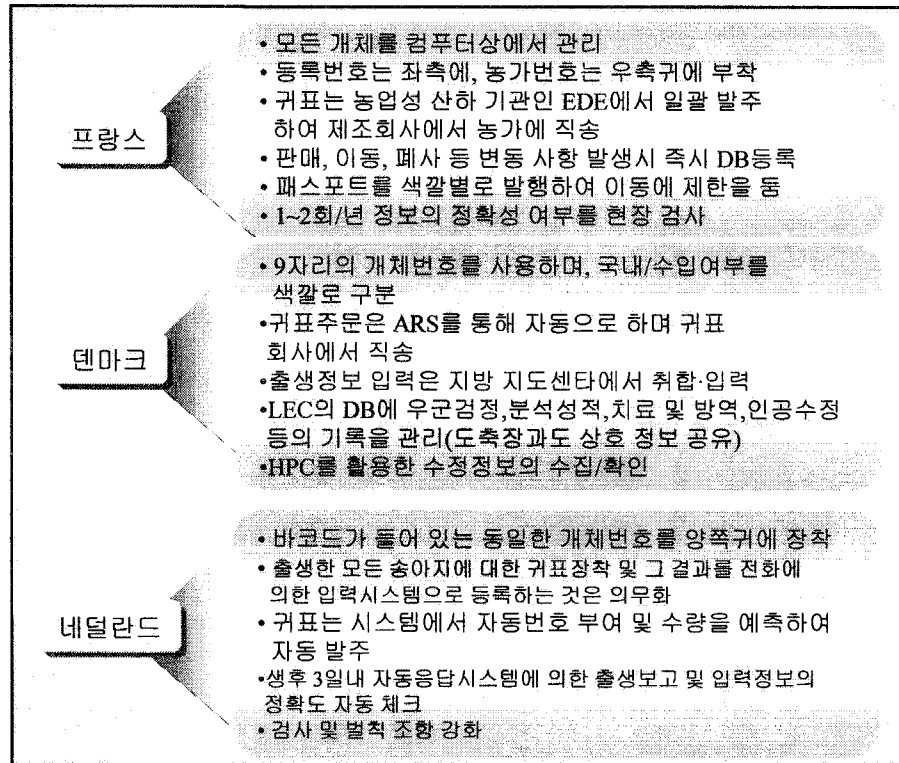 프랑스
• 모든 개체를 컴퓨터상에서 관리
• 등록번호는 좌측에, 농가번호는 우측귀에 부착
• 귀표는 농업성 산하 기관인 EDE에서 일괄 발주
하여 제조회사에서 농가에 직송
• 판매, 이동, 폐사 등 변동 사항 발생시 즉시 DB등록
• 패스포트를 색깔별로 발행하여 이동에 제한을 둠
• 1~2회/년 정보의 정확성 여부를 현장 검사
덴마크
• 9자리의 개체번호를 사용하며, 국내/수입여부를
색깔로 구분
•귀표주문은 ARS를 통해 자동으로 하며 귀표
회사에서 직송
•출생정보 입력은 지방 지도센타에서 취합·입력
•LEC의 DB에 우군검정,분석성적,치료 및 방역,인공수정
등의 기록을 관리(도축장과도 상호 정보 공유)
•HPC를 활용한 수정정보의 수집/확인
네덜란드
• 바코드가 들어 있는 동일한 개체번호를 양쪽귀에 장착
• 출생한 모든 송아지에 대한 귀표장착 및 그 결과를 전화에
의한 입력시스템으로 등록하는 것은 의무화
• 귀표는 시스템에서 자동번호 부여 및 수량을 예측하여
자동 발주
•생후 3일내 자동응답시스템에 의한 출생보고 및 입력정보의
정확도 자동 체크
• 검사 및 벌칙 조항 강화